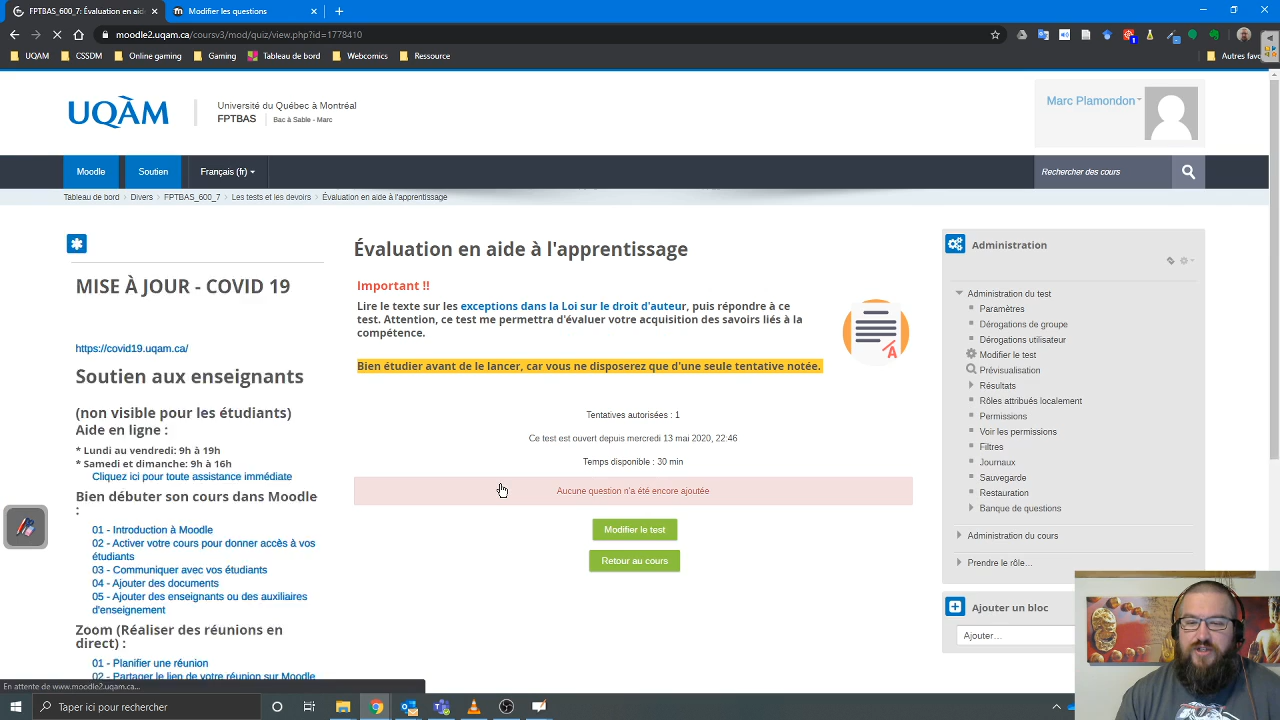 FPTBAS_600_7: Évaluation en aide
Modifier les questions
moodle2.uqam.ca/coursv3/mod/quiz/view.php?id=1778410
UQAM
CSSDM
Online gaming
Gaming
Tableau de bord
Webcomics
Ressource
Autres favo
UQÀM
Université du Québec à Montréal
FPTBAS
Bac à Sable - Marc
Marc Plamondon
Moodle
Soutien
Français (fr)
Rechercher des cours
Tableau de bord
Divers
FPTBAS_600_7
Les tests et les devoirs
Évaluation en aide à l'apprentissage
MISE À JOUR - COVID 19
https://covid19.uqam.ca/
Soutien aux enseignants
(non visible pour les étudiants)
Aide en ligne :
* Lundi au vendredi: 9h à 19h
* Samedi et dimanche: 9h à 16h
Cliquez ici pour toute assistance immédiate
Bien débuter son cours dans Moodle
:
01 - Introduction à Moodle
02 - Activer votre cours pour donner accès à vos
étudiants
03 - Communiquer avec vos étudiants
04 - Ajouter des documents
05 - Ajouter des enseignants ou des auxiliaires
d'enseignement
Zoom (Réaliser des réunions en
direct) :
01 - Planifier une réunion
02 - Partager le lien de votre réunion sur Moodle
Évaluation en aide à l'apprentissage
Important !!
Lire le texte sur les exceptions dans la Loi sur le droit d'auteur, puis répondre à ce
test. Attention, ce test me permettra d'évaluer votre acquisition des savoirs liés à la
compétence.
A
Bien étudier avant de le lancer, car vous ne disposerez que d'une seule tentative notée.
Tentatives autorisées : 1
Ce test est ouvert depuis mercredi 13 mai 2020, 22:46
Temps disponible : 30 min
Aucune question n'a été encore ajoutée
Modifier le test
Retour au cours
Administration
Administration du test
Paramètres
Dérogations de groupe
Dérogations utilisateur
Modifier le test
Prévisualisation
Résultats
Rôles attribués localement
Permissions
Voir les permissions
Filtres
Journaux
Sauvegarde
Restauration
Banque de questions
Administration du cours
Prendre le rôle...
Ajouter un bloc
Ajouter...
En attente de www.moodle2.uqam.ca...
Taper ici pour rechercher